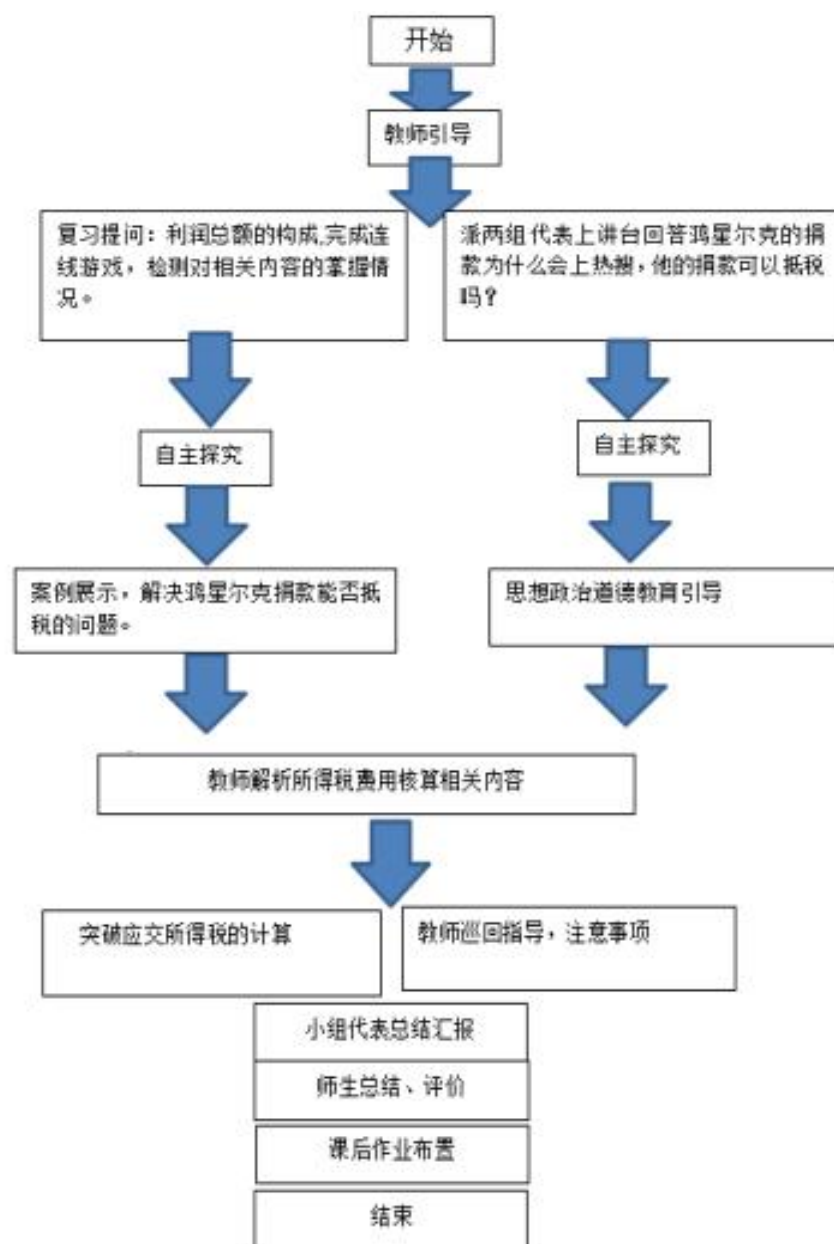 开始
教师引导
复习提问：利润总额的构成,完成连
线游戏，检测对相关内容的掌握情
况。
派两组代表上讲台回答鸿星尔克的捐
款为什么会上热搜，他的捐款可以抵税
吗？
自主探究
自主探究
案例展示，解决鸿星尔克捐款能否抵
税的问题。
思想政治道德教育引导
教师解析所得税费用核算相关内容
突破应交所得税的计算
教师巡回指导，注意事项
小组代表总结汇报
师生总结、评价
课后作业布置
结束